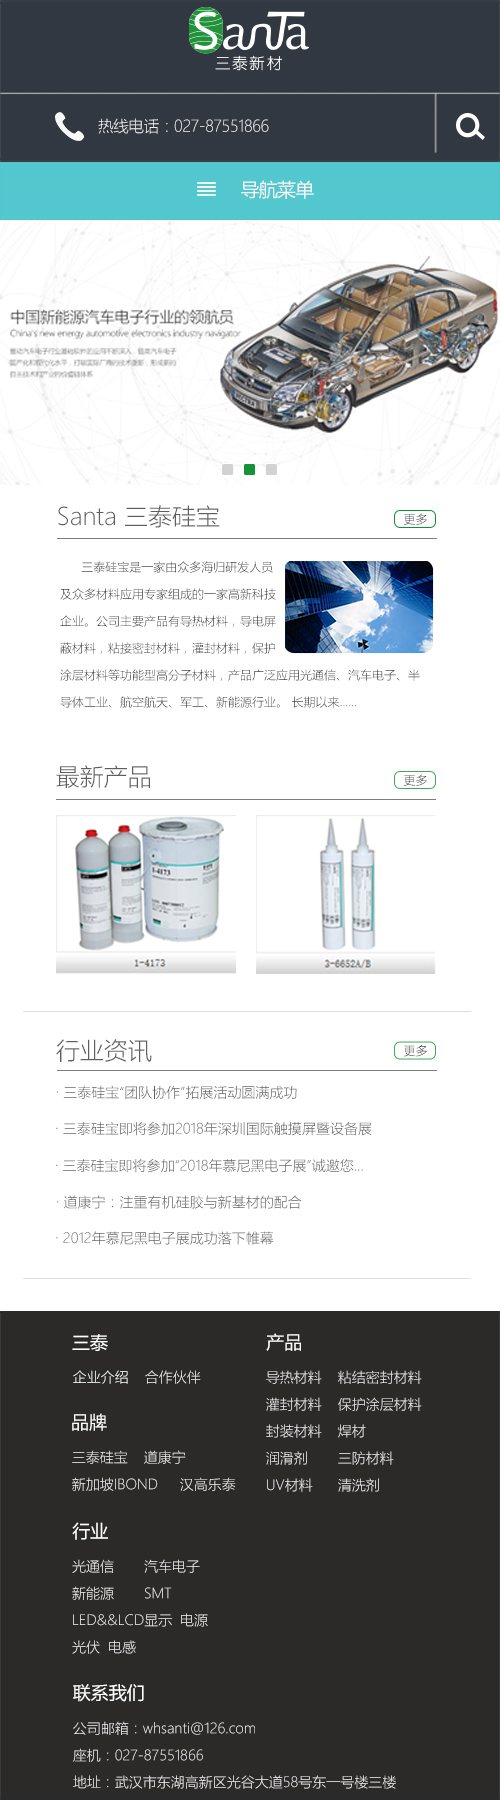 Santa
三泰新材
热线电话：027-87551866
导航菜单
中国新能源汽车电子行业的领航员
China's new energy automotive electronics industry navigator
Santa 三泰硅宝
更多
三泰硅宝是一家由众多海归研发人员
及众多材料应用专家组成的一家高新科技
企业。公司主要产品有导热材料，导电屏
蔽材料，粘接密封材料，灌封材料，保护
涂层材料等功能型高分子材料，产品广泛应用光通信、汽车电子、半
导体工业、航空航天、军工、新能源行业。 长期以来......
最新产品
更多
1-4173
1-4173
3-6652A/B
行业资讯
更多
· 三泰硅宝“团队协作”拓展活动圆满成功
· 三泰硅宝即将参加2018年深圳国际触摸屏暨设备展
· 三泰硅宝即将参加“2018年慕尼黑电子展”诚邀您...
· 道康宁：注重有机硅胶与新基材的配合
· 2012年慕尼黑电子展成功落下帷幕
三泰
企业介绍 合作伙伴
品牌
三泰硅宝 道康宁
新加坡IBOND 汉高乐泰
行业
光通信 汽车电子
新能源 SMT
LED&&LCD显示 电源
光伏 电感
产品
导热材料 粘结密封材料
灌封材料 保护涂层材料
封装材料 焊材
润滑剂 三防材料
UV材料 清洗剂
联系我们
公司邮箱：whsanti@126.com
座机：027-87551866
地址：武汉市东湖高新区光谷大道58号东一号楼三楼